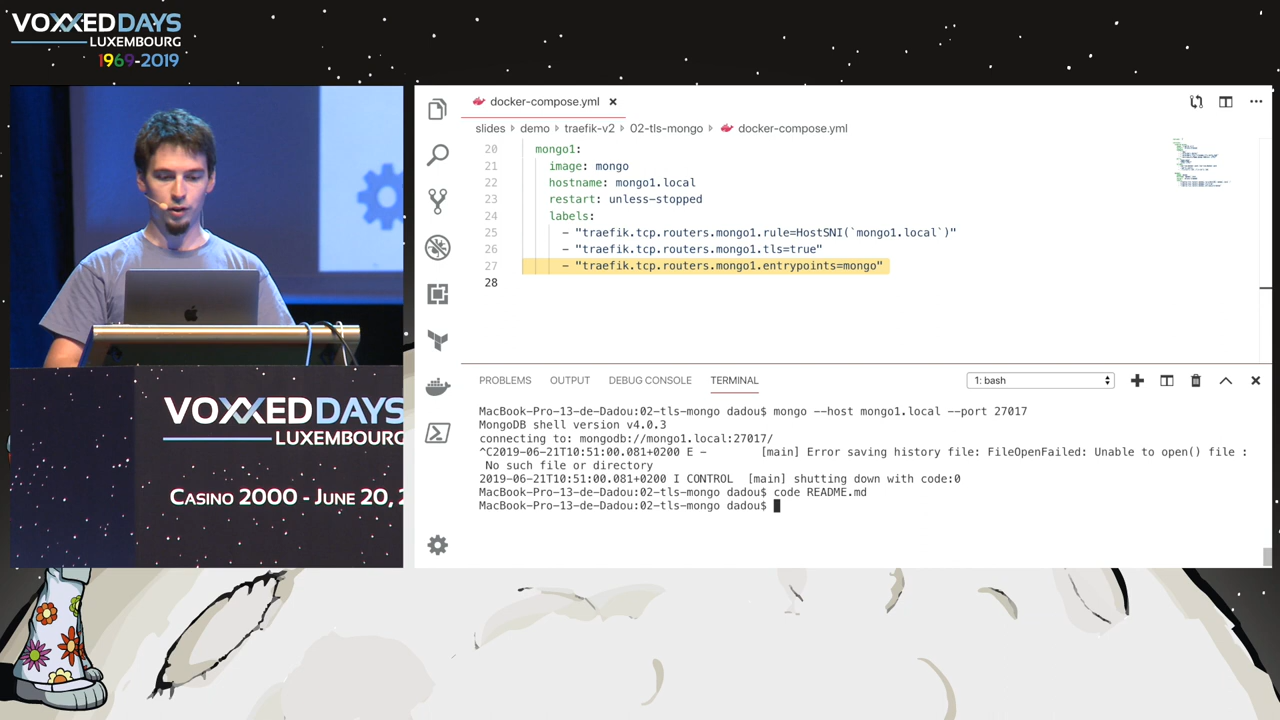 VOXXED DAYS
LUXEMBOURG
1969-2019
docker-compose.yml
slides
demo
traefik-v2
02-tls-mongo
docker-compose.yml
20 mongo1:
21 image: mongo
22 hostname: mongo1.local
23 restart: unless-stopped
24 labels:
25 - "traefik.tcp.routers.mongo1.rule=HostSNI(`mongo1.local`)"
26 - "traefik.tcp.routers.mongo1.tls=true"
27 - "traefik.tcp.routers.mongo1.entrypoints=mongo"
28
PROBLEMS OUTPUT DEBUG CONSOLE TERMINAL 1: bash
MacBook-Pro-13-de-Dadou:02-tls-mongo dadou$ mongo --host mongo1.local --port 27017
MongoDB shell version v4.0.3
connecting to: mongodb://mongo1.local:27017/
^C2019-06-21T10:51:00.081+0200 E - [main] Error saving history file: FileOpenFailed: Unable to open() file :
No such file or directory
2019-06-21T10:51:00.081+0200 I CONTROL [main] shutting down with code:0
MacBook-Pro-13-de-Dadou:02-tls-mongo dadou$ code README.md
MacBook-Pro-13-de-Dadou:02-tls-mongo dadou$
VOXXED DAYS
LUXEMBOURG
CASINO 2000 - JUNE 20, 2